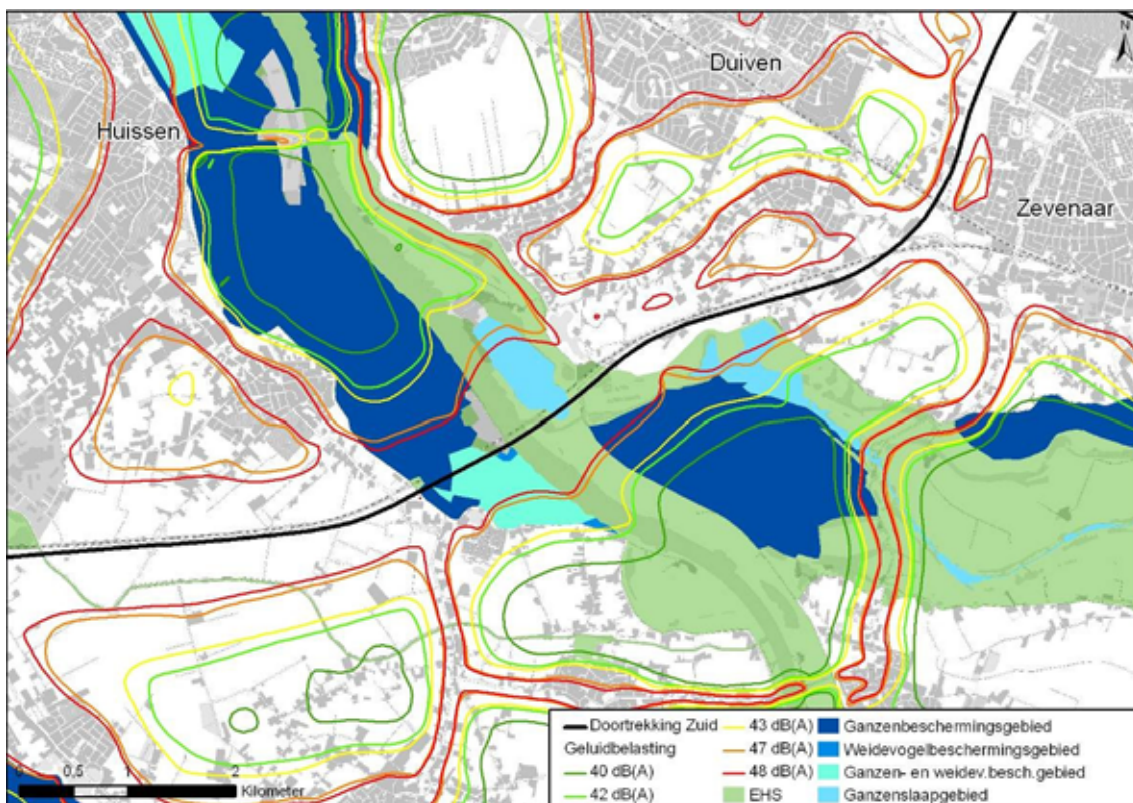 N
Duiven
Huissen
Zevenaar
Doortrekking Zuid
Geluidbelasting
40 dB(A)
42 dB(A)
43 dB(A)
47 dB(A)
48 dB(A)
EHS
Ganzenbeschermingsgebied
Weidevogelbeschermingsgebied
Ganzen- en weidev.besch.gebied
Ganzenslaapgebied
0 0,5 1 2
Kilometer